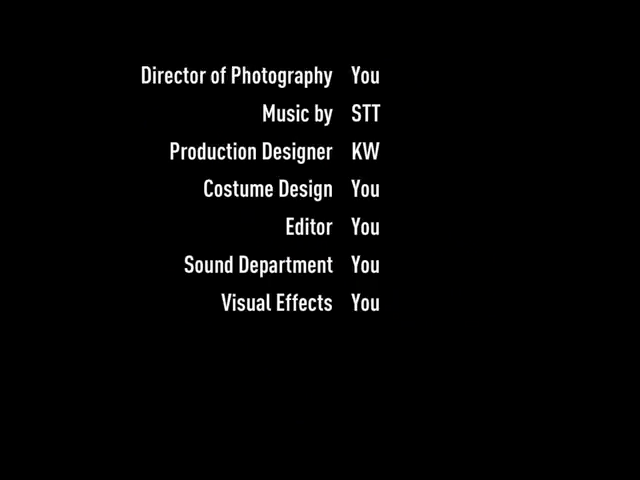 Director of Photography You
Music by STT
Production Designer KW
Costume Design You
Editor You
Sound Department You
Visual Effects You